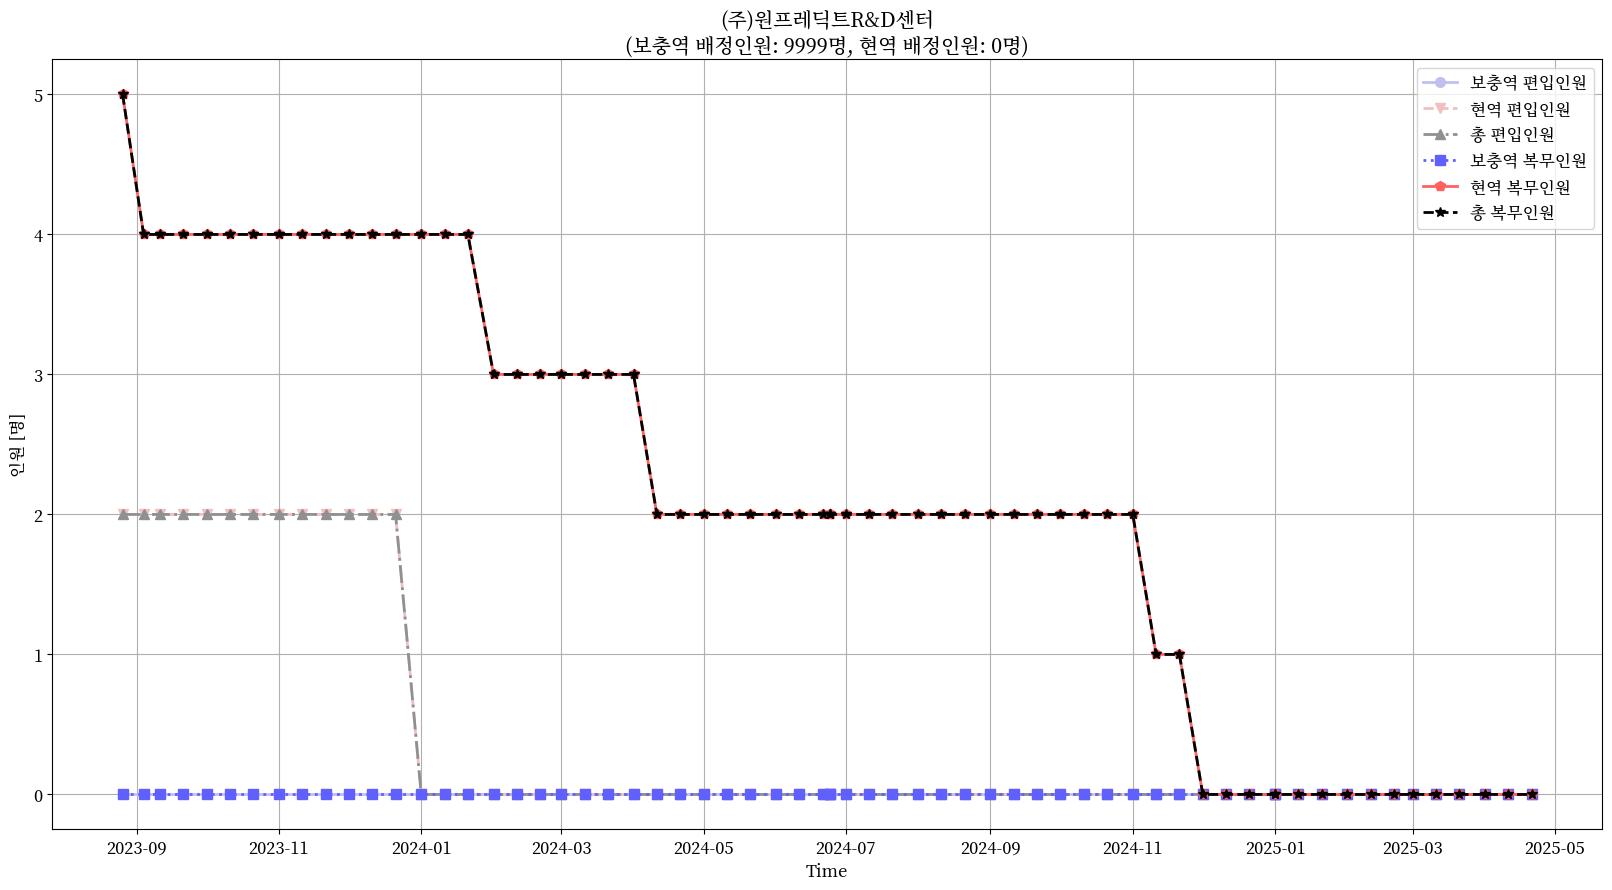 (주)원프레딕트R&D센터
(보충역 배정인원: 9999명, 현역 배정인원: 0명)
보충역 편입인원
현역 편입인원
총 편입인원
보충역 복무인원
현역 복무인원
총 복무인원
인원 [명]
5
4
3
2
1
0
2023-09
2023-11
2024-01
2024-03
2024-05
2024-07
2024-09
2024-11
2025-01
2025-03
2025-05
Time